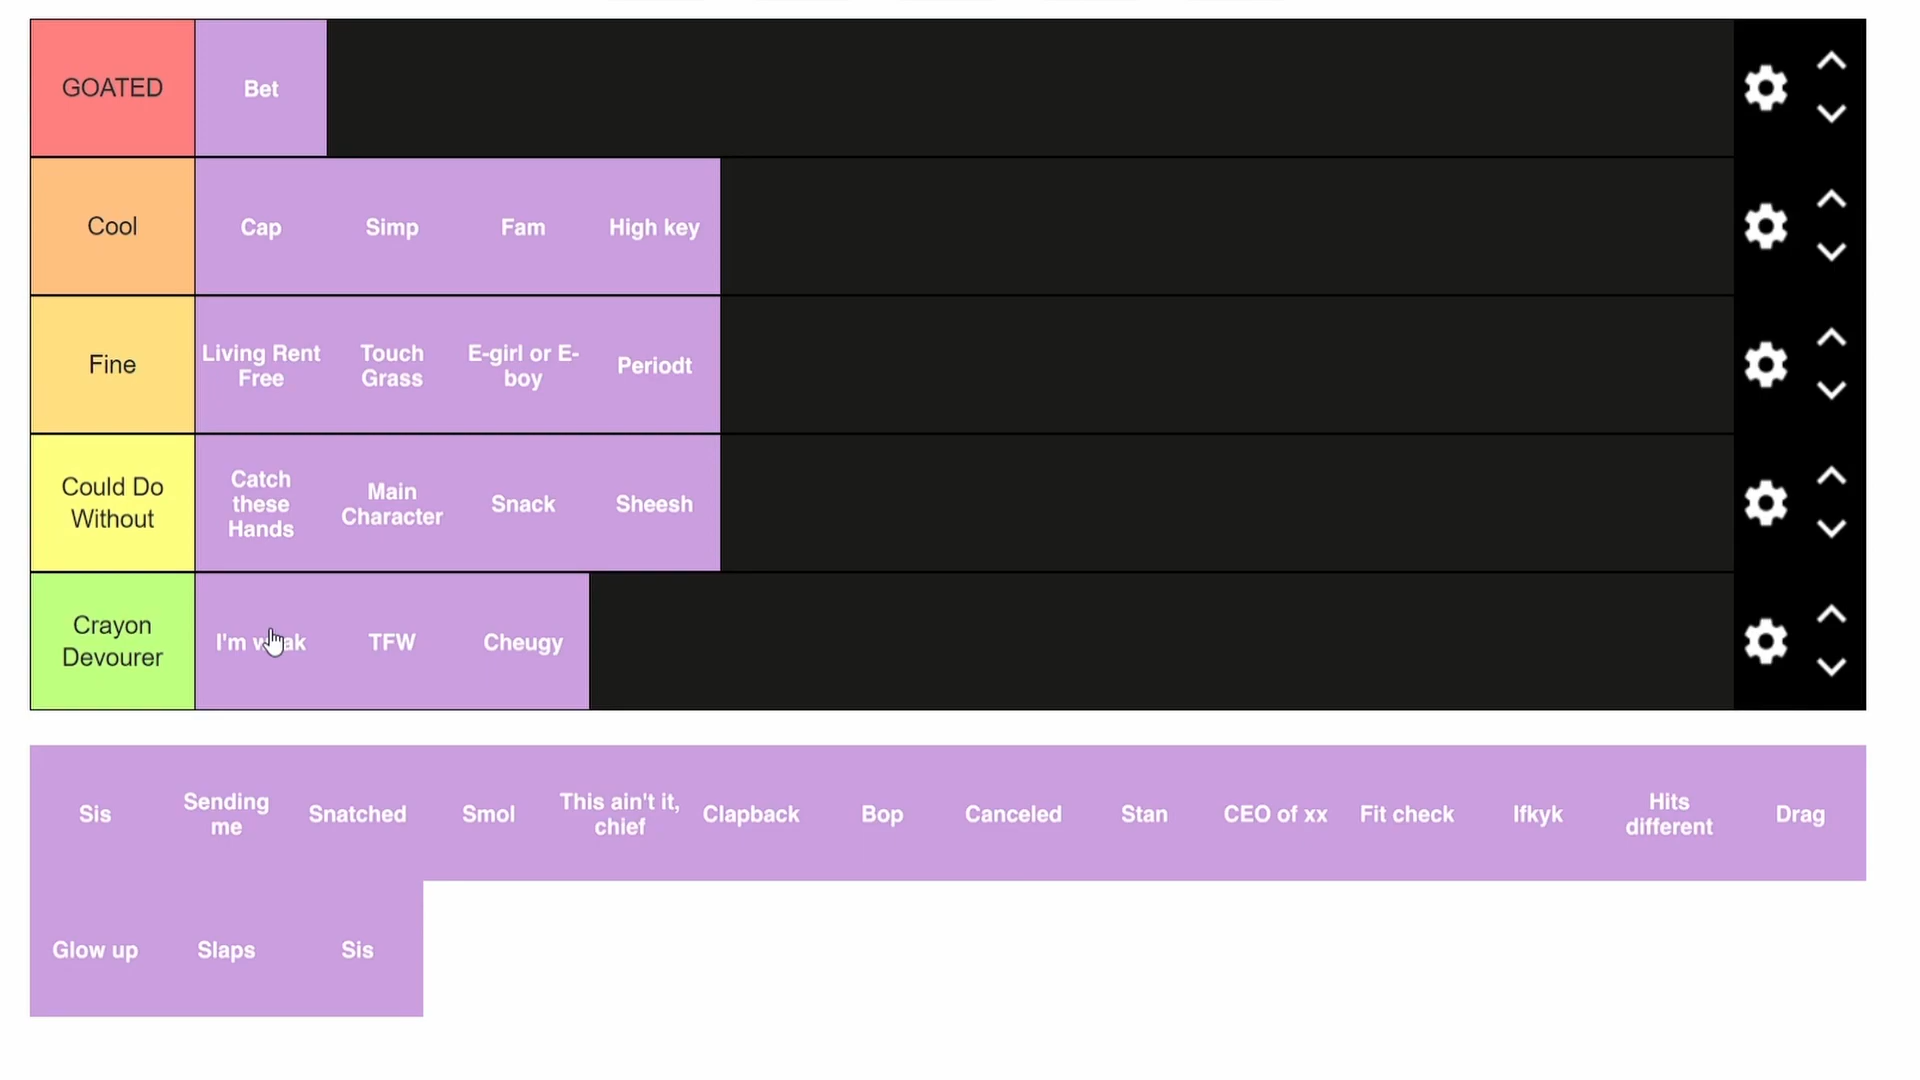 GOATED
Bet
Cool
Cap
Simp
Fam
High key
Fine
Living Rent
Free
Touch
Grass
E-girl or E-
boy
Periodt
Could Do
Without
Catch
these
Hands
Main
Character
Snack
Sheesh
Crayon
Devourer
I'm weak
TFW
Cheugy
Sis
Sending
me
Snatched
Smol
This ain't it,
chief
Clapback
Bop
Canceled
Stan
CEO of xx
Fit check
Ifkyk
Hits
different
Drag
Glow up
Slaps
Sis